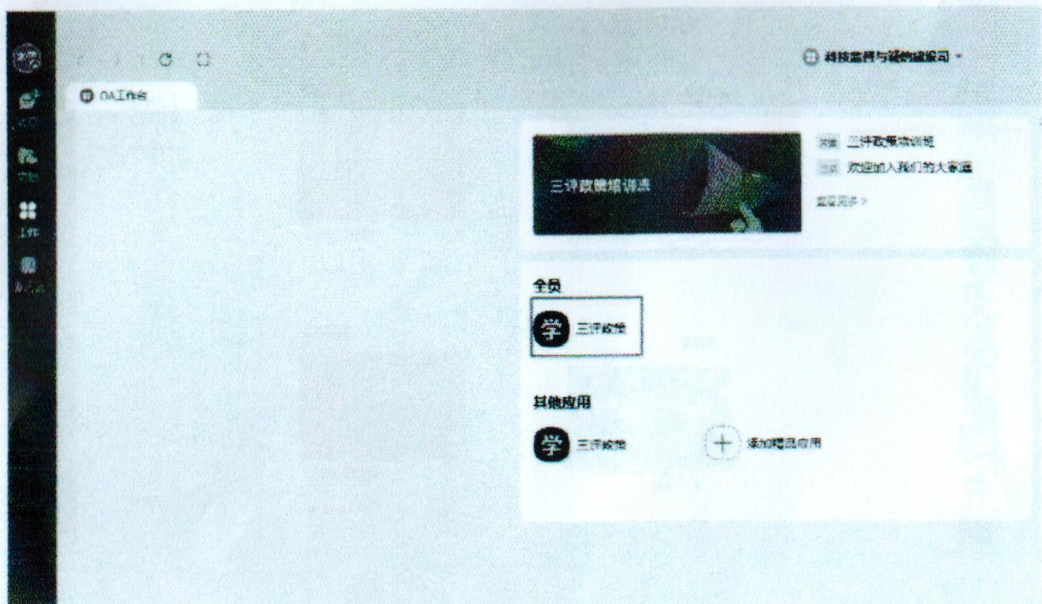 科技监督与诚信建设司
OA工作台
三评政策培训班
三评政策培训班
欢迎加入我们的大家庭
查看更多 >
工作
全员
学 三评政策
其他应用
学 三评政策
添加精品应用